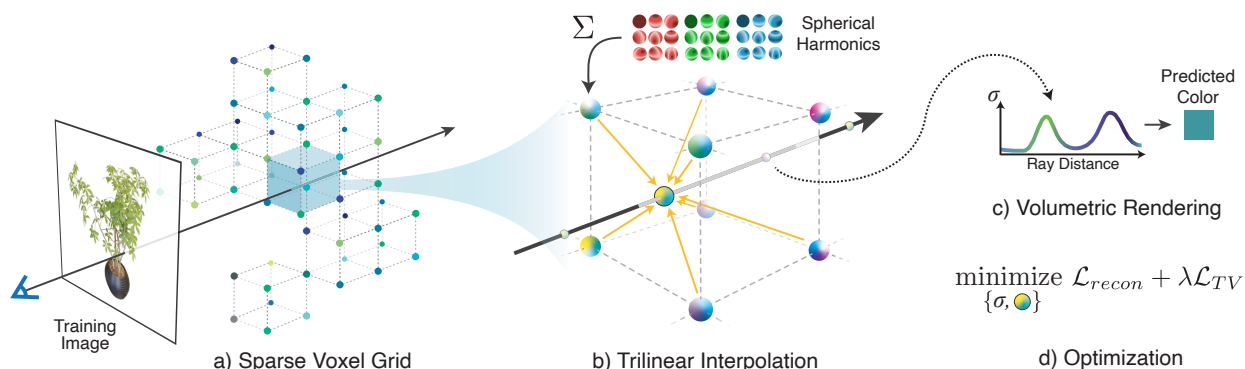 Σ
Spherical
Harmonics
σ
Ray Distance
Predicted
Color
Training
Image
a) Sparse Voxel Grid
b) Trilinear Interpolation
c) Volumetric Rendering
minimize ℒ_recon + λℒ_TV
{σ, }
d) Optimization